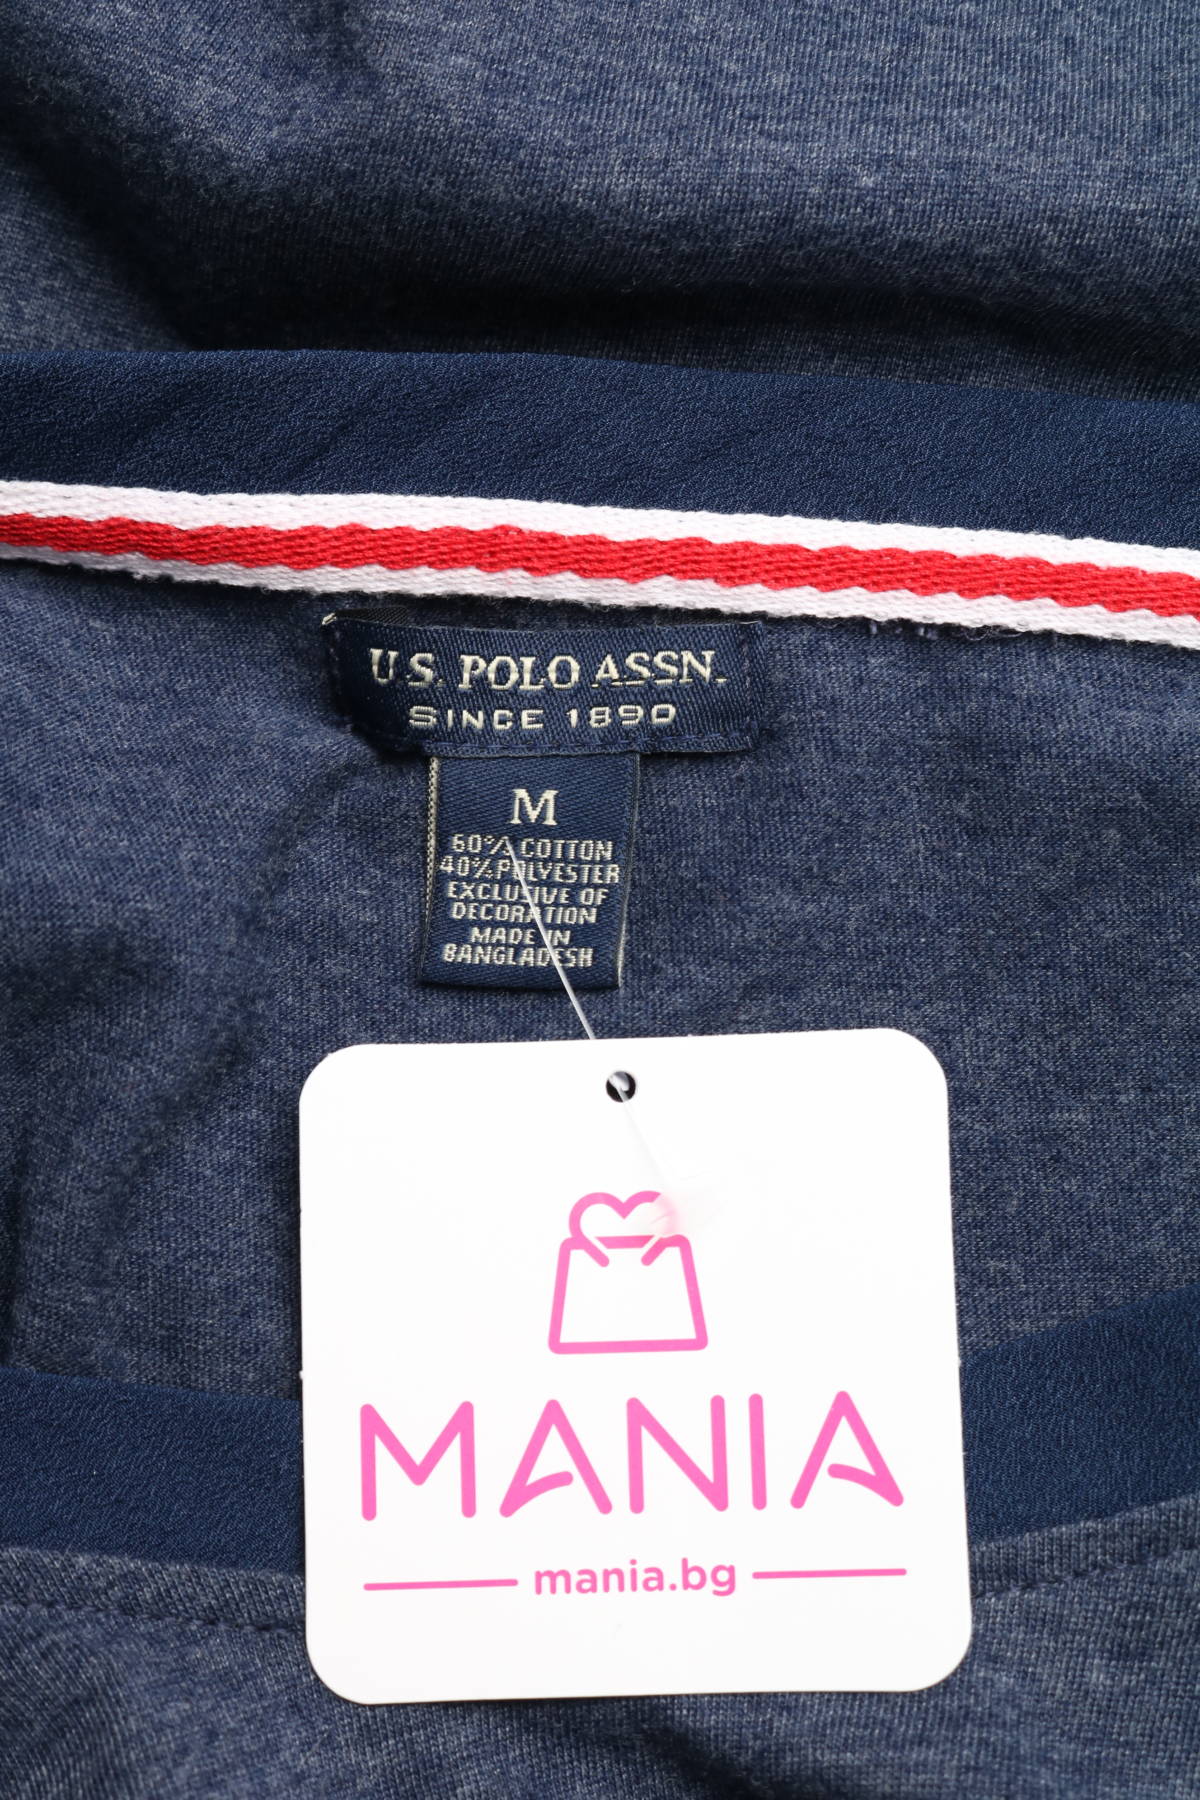 U.S. POLO ASSN.
SINCE 1890
M
60% COTTON
40% POLYESTER
EXCLUSIVE OF
DECORATION
MADE IN
BANGLADESH
MANIA
mania.bg